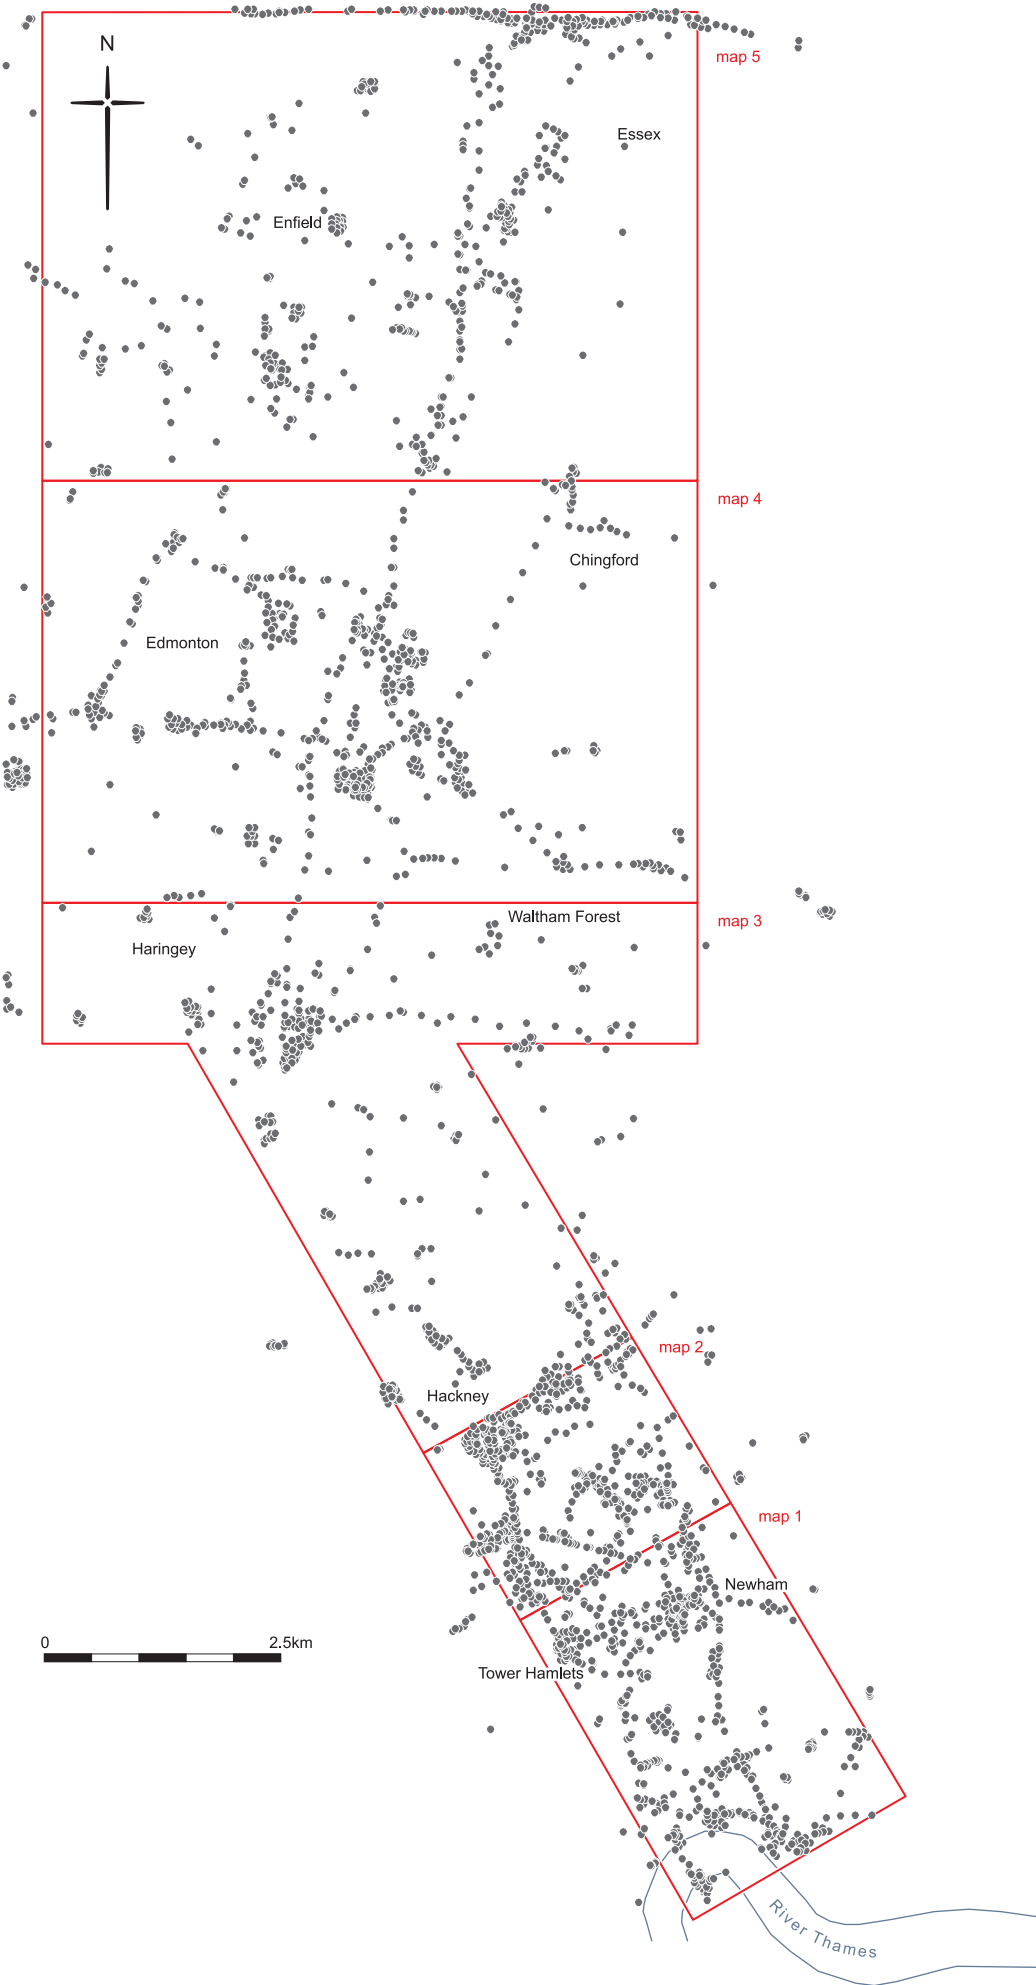 N
map 5
Essex
Enfield
map 4
Chingford
Edmonton
Waltham Forest
map 3
Haringey
map 2
Hackney
map 1
Newham
0 2.5km
Tower Hamlets
River Thames